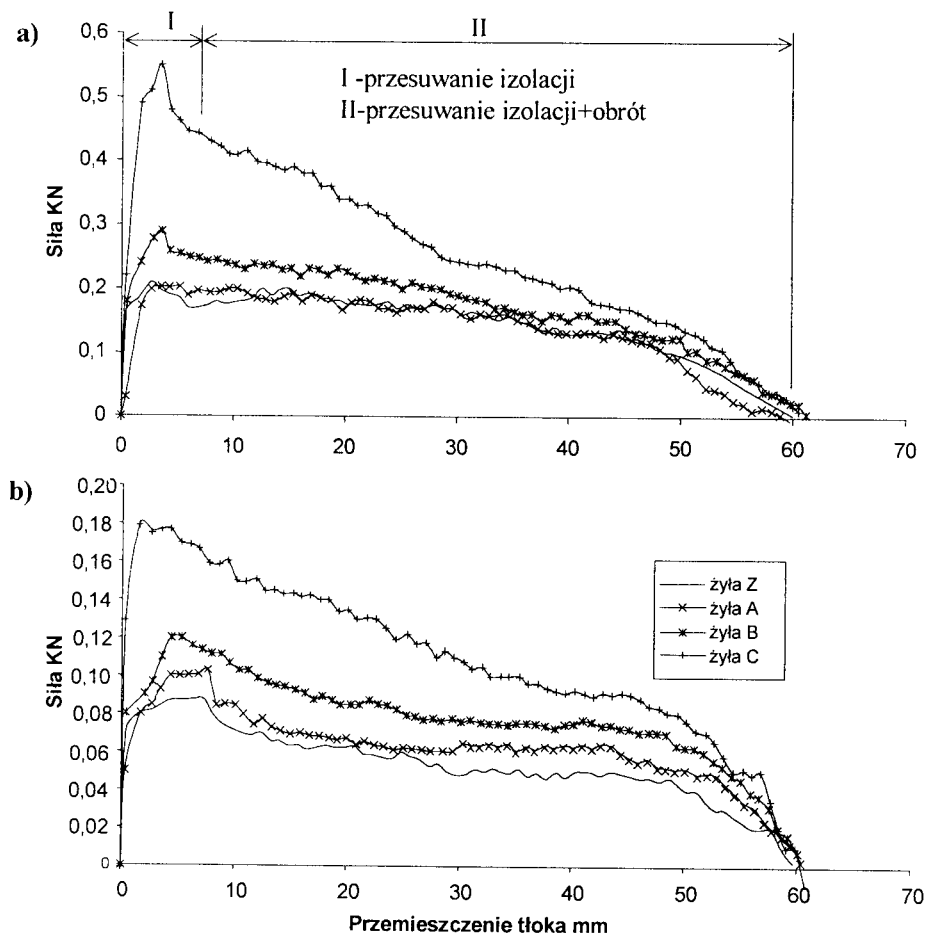 a)
I
II
I -przesuwanie izolacji
II-przesuwanie izolacji+obrót
Siła KN
0,6
0,5
0,4
0,3
0,2
0,1
0
0 10 20 30 40 50 60 70
b)
Siła KN
0,20
0,18
0,16
0,14
0,12
0,10
0,08
0,06
0,04
0,02
0
żyła Z
żyła A
żyła B
żyła C
0 10 20 30 40 50 60 70
Przemieszczenie tłoka mm